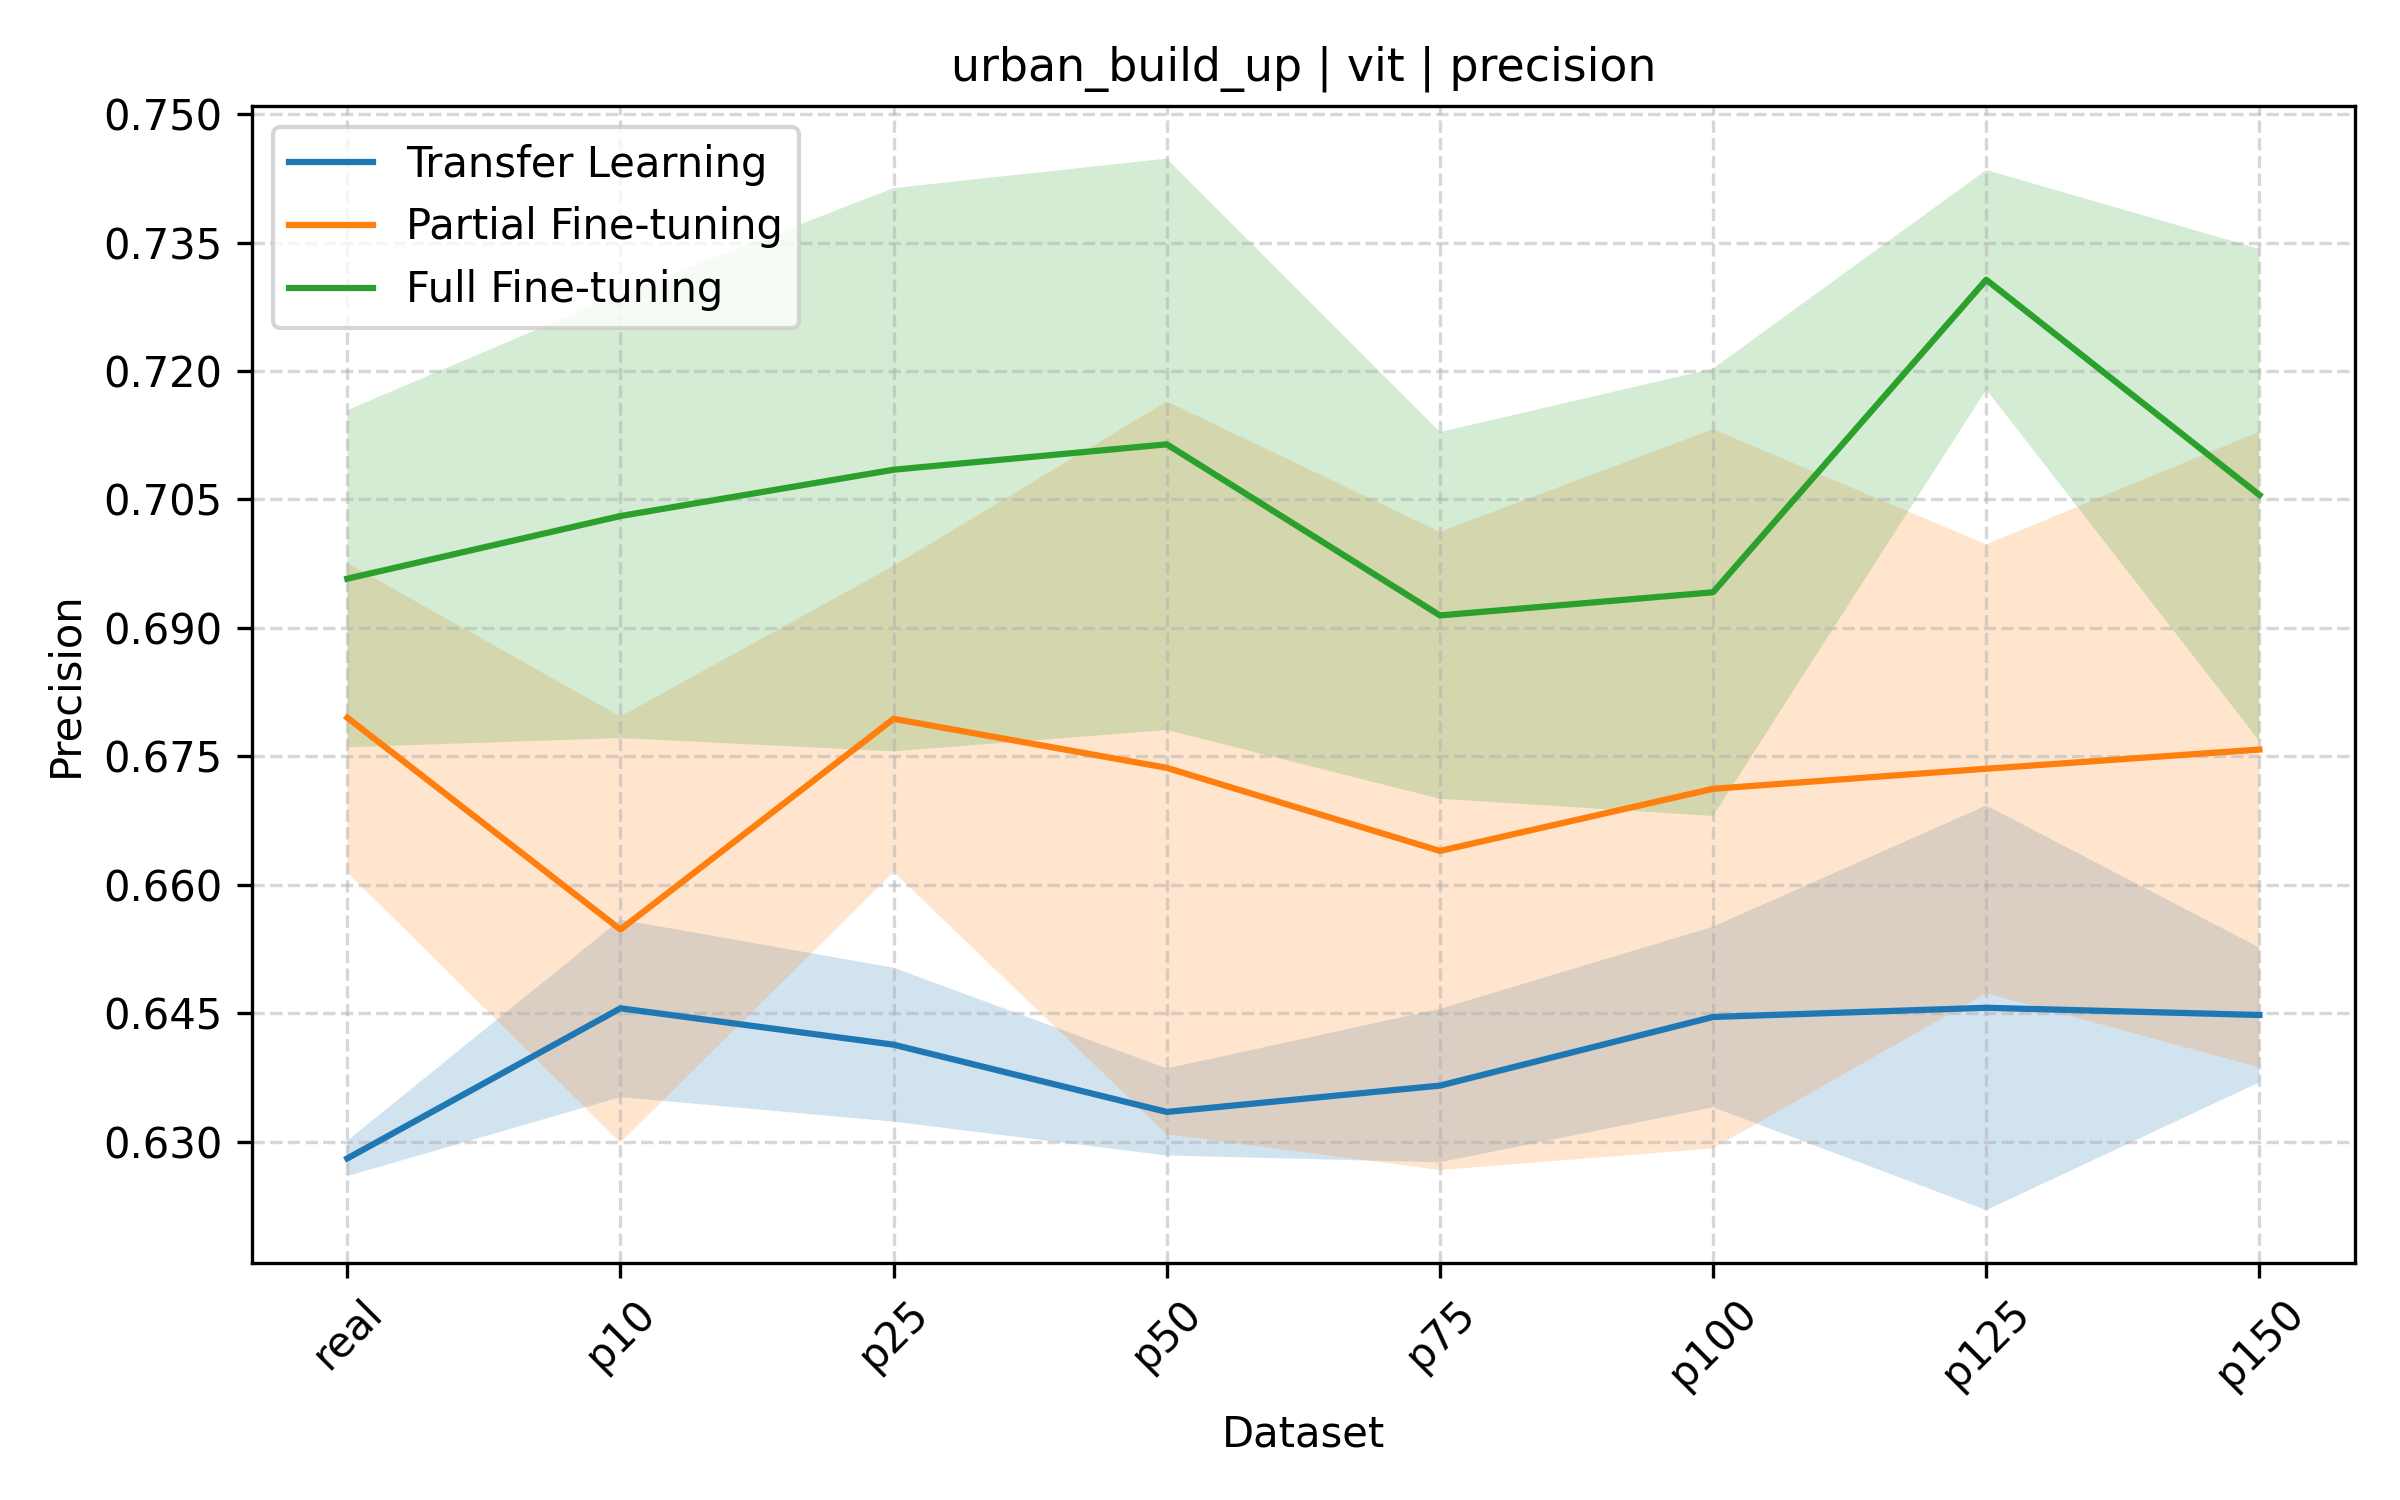 urban_build_up | vit | precision
0.750
0.735
0.720
0.705
0.690
0.675
0.660
0.645
0.630
Precision
Transfer Learning
Partial Fine-tuning
Full Fine-tuning
real
p10
p25
p50
p75
p100
p125
p150
Dataset